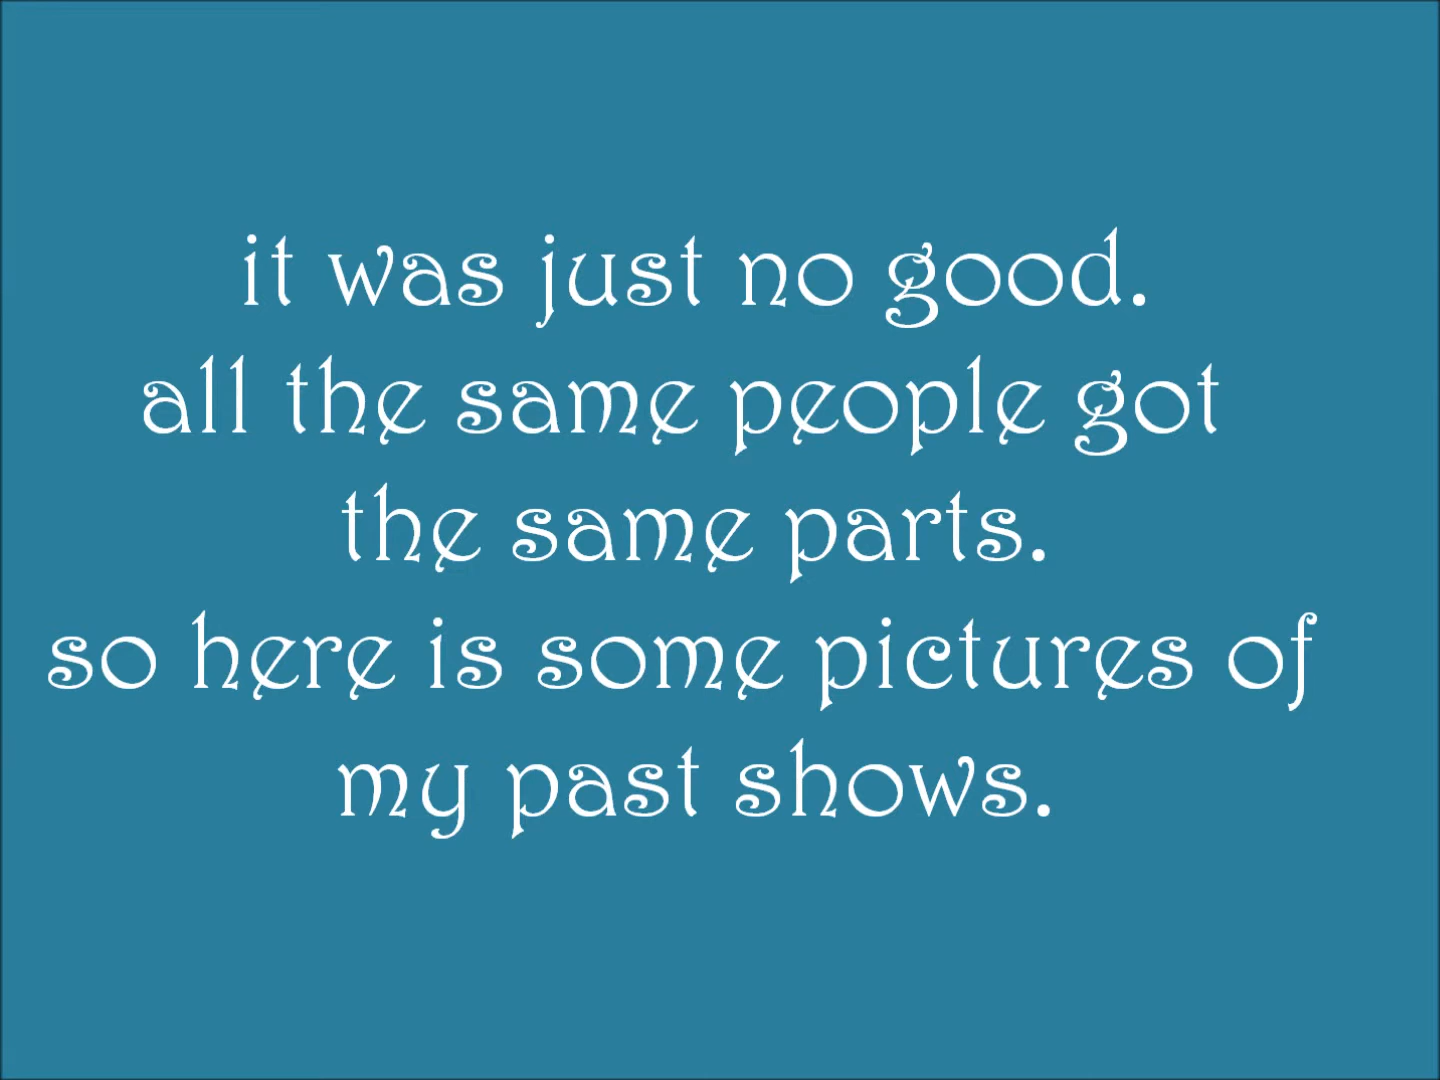 it was just no good.
all the same people got
the same parts.
so here is some pictures of
my past shows.